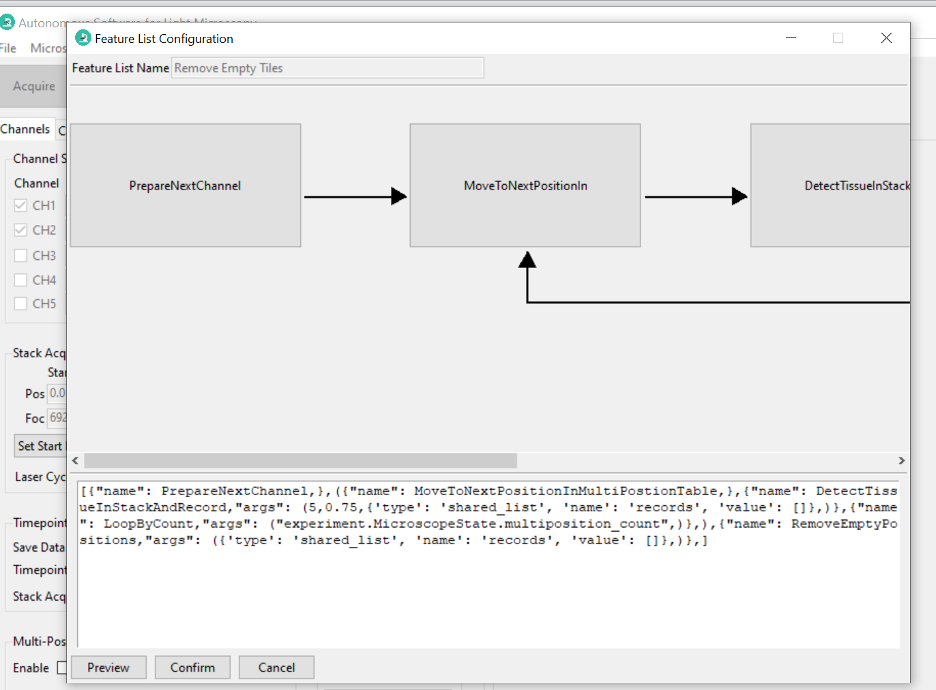 Autonomous Software for Light Microscopy
Feature List Configuration
File Micros
Feature List Name Remove Empty Tiles
Acquire
Channels C
Channel S
Channel
CH1
CH2
CH3
CH4
CH5
PrepareNextChannel
MoveToNextPositionIn
DetectTissueInStack
Stack Acq
Star
Pos 0.0
Foc 692
Set Start
Laser Cyc
[{"name": PrepareNextChannel,},({"name": MoveToNextPositionInMultiPostionTable,},{"name": DetectTiss
ueInStackAndRecord,"args": (5,0.75,{'type': 'shared_list', 'name': 'records', 'value': []},)},{"name
": LoopByCount,"args": ("experiment.MicroscopeState.multiposition_count",)},),{"name": RemoveEmptyPo
sitions,"args": ({'type': 'shared_list', 'name': 'records', 'value': []},)},]
Timepoint
Save Data
Timepoint
Stack Acq
Multi-Pos
Enable
Preview Confirm Cancel